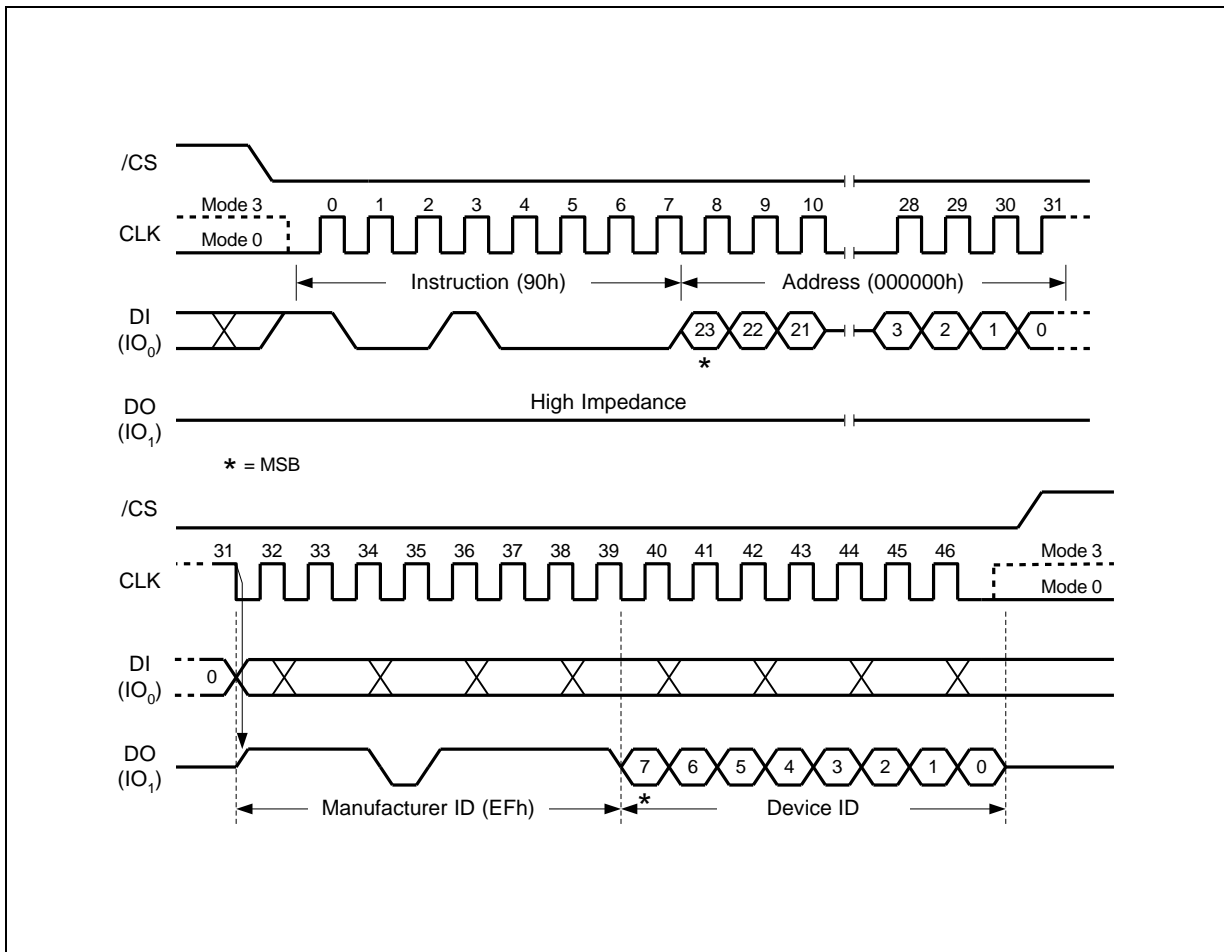 /CS
Mode 3 0 1 2 3 4 5 6 7 8 9 10 28 29 30 31
CLK
Mode 0
Instruction (90h) Address (000000h)
DI
(IO0) 23 22 21 3 2 1 0
*
High Impedance
DO
(IO1)
* = MSB
/CS
31 32 33 34 35 36 37 38 39 40 41 42 43 44 45 46 Mode 3
CLK
Mode 0
DI
(IO0) 0
DO
(IO1) 7 6 5 4 3 2 1 0
*
Manufacturer ID (EFh) Device ID